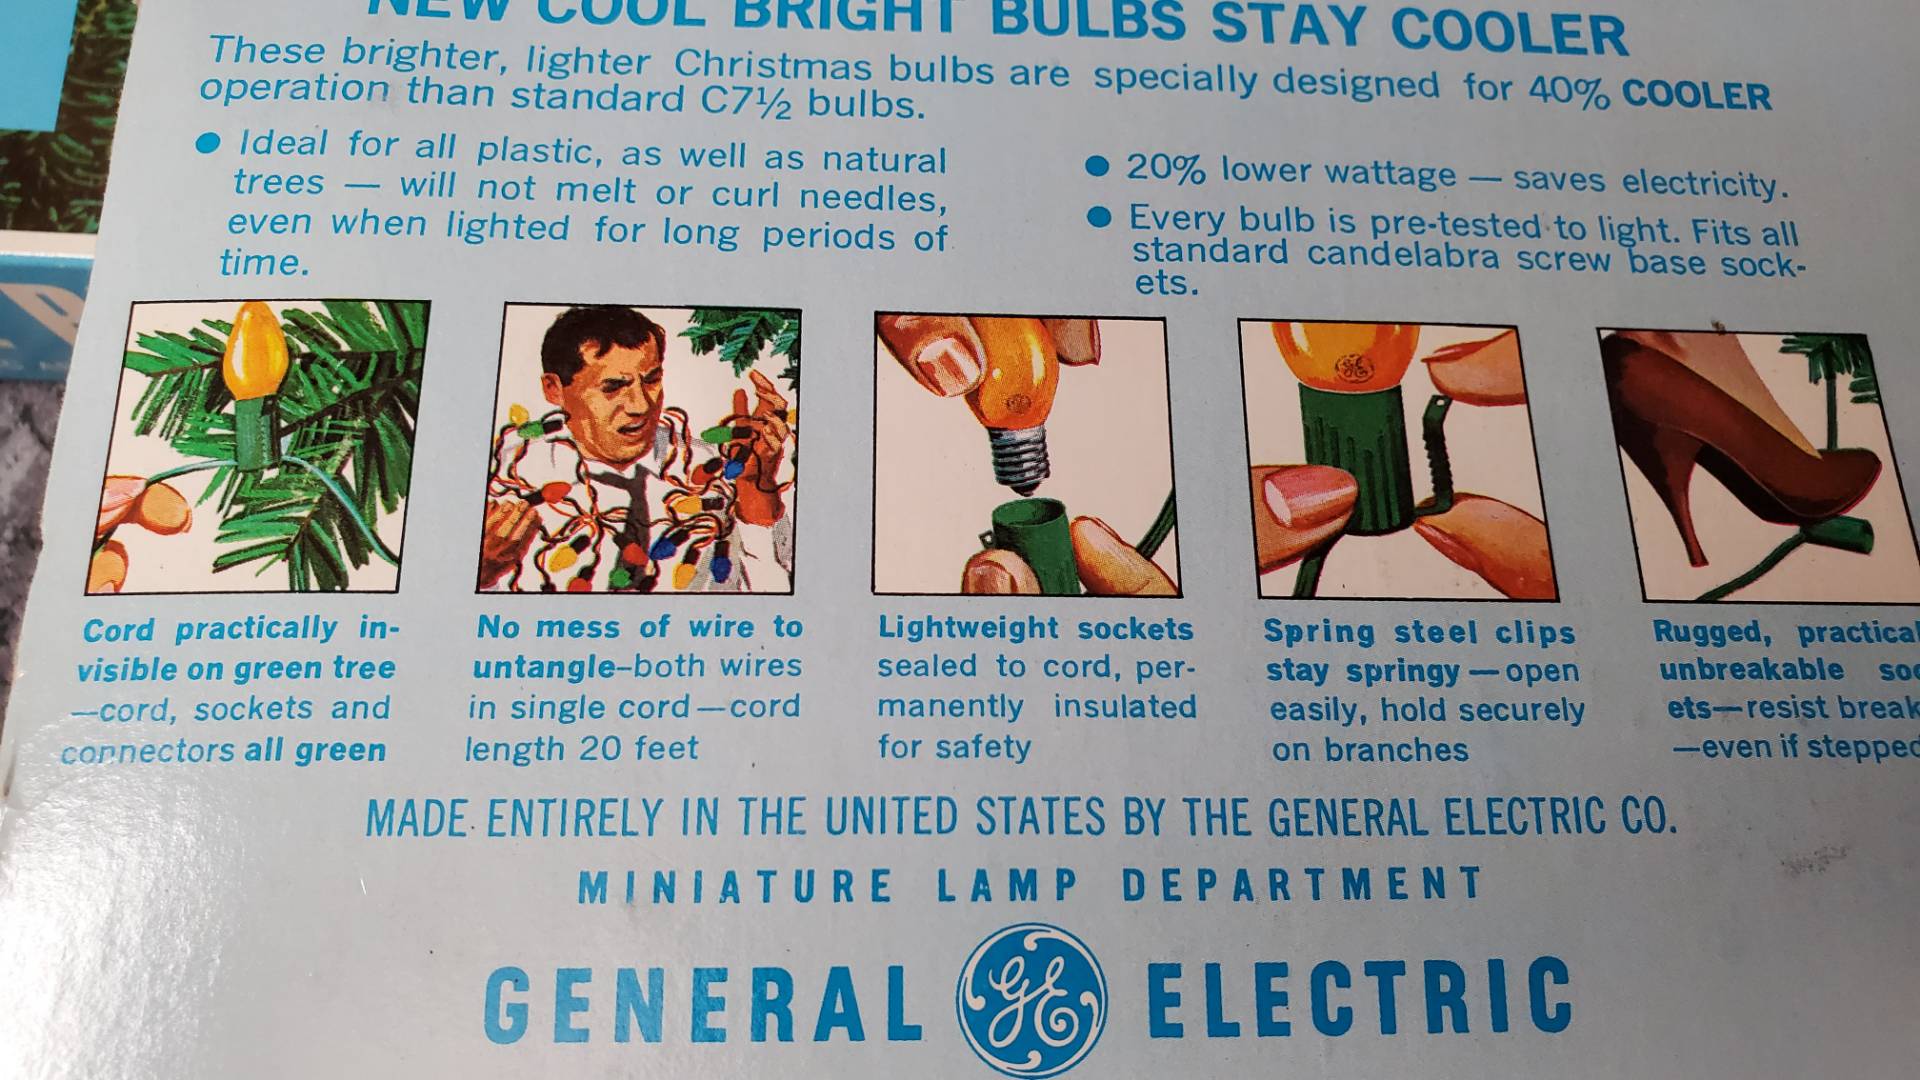 NEW COOL BRIGHT BULBS STAY COOLER
These brighter, lighter Christmas bulbs are specially designed for 40% COOLER
operation than standard C7½ bulbs.
● Ideal for all plastic, as well as natural
trees — will not melt or curl needles,
even when lighted for long periods of
time.
● 20% lower wattage — saves electricity.
● Every bulb is pre-tested to light. Fits all
standard candelabra screw base sock-
ets.
Cord practically in-
visible on green tree
—cord, sockets and
connectors all green
No mess of wire to
untangle—both wires
in single cord—cord
length 20 feet
Lightweight sockets
sealed to cord, per-
manently insulated
for safety
Spring steel clips
stay springy—open
easily, hold securely
on branches
Rugged, practical
unbreakable soc
ets—resist break
—even if stepped
MADE ENTIRELY IN THE UNITED STATES BY THE GENERAL ELECTRIC CO.
MINIATURE LAMP DEPARTMENT
GENERAL GE ELECTRIC